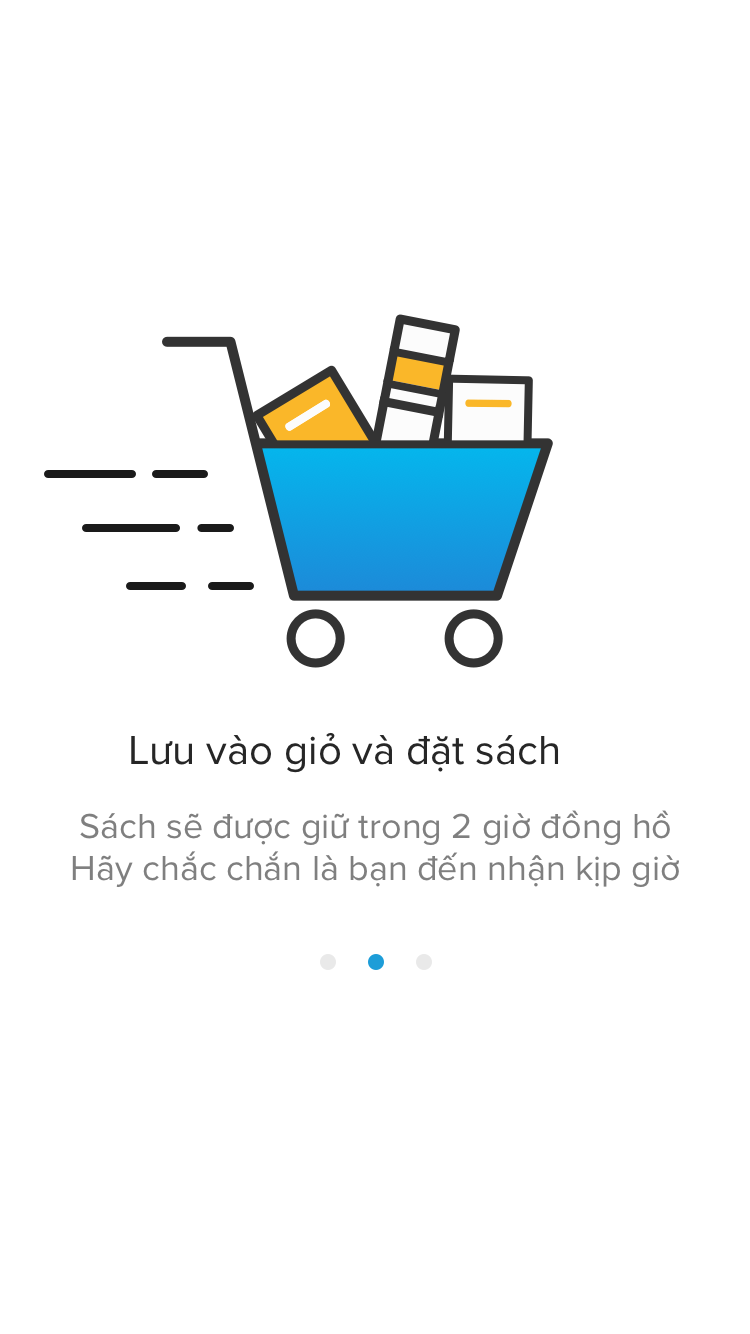 Lưu vào giỏ và đặt sách
Sách sẽ được giữ trong 2 giờ đồng hồ
Hãy chắc chắn là bạn đến nhận kịp giờ